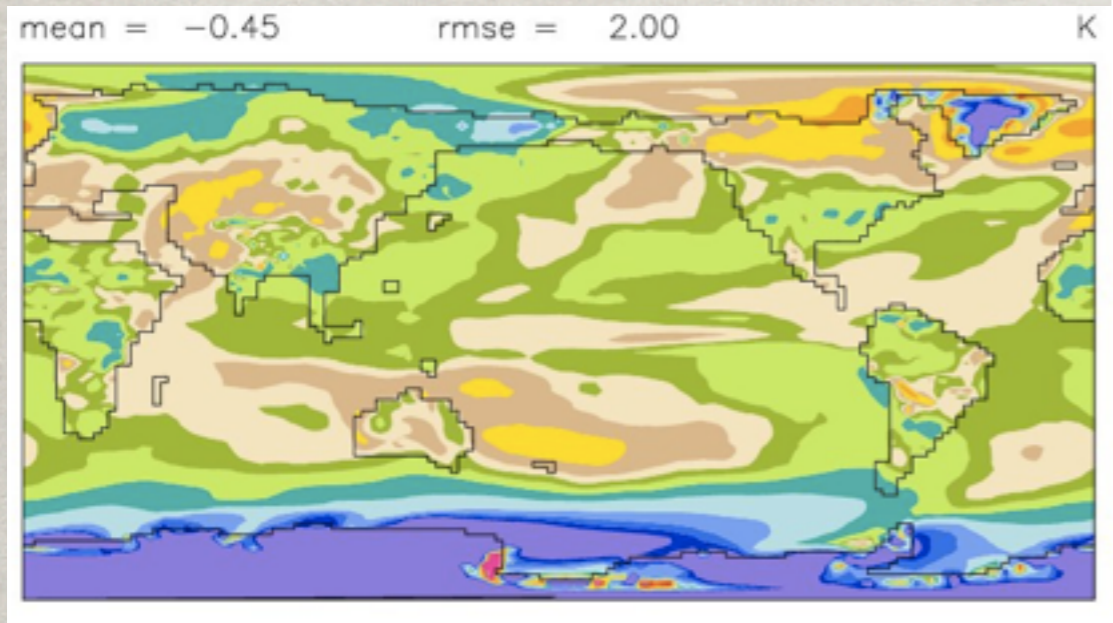 mean = −0.45 rmse = 2.00 K